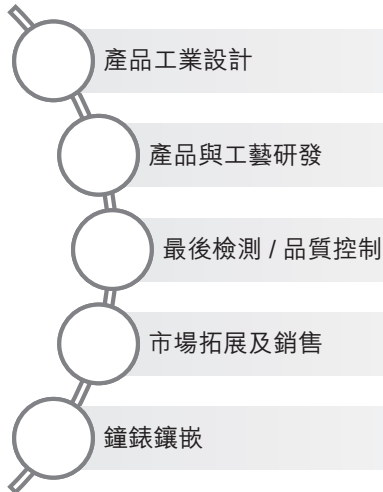 產品工業設計
產品與工藝研發
最後檢測 / 品質控制
市場拓展及銷售
鐘錶鑲嵌